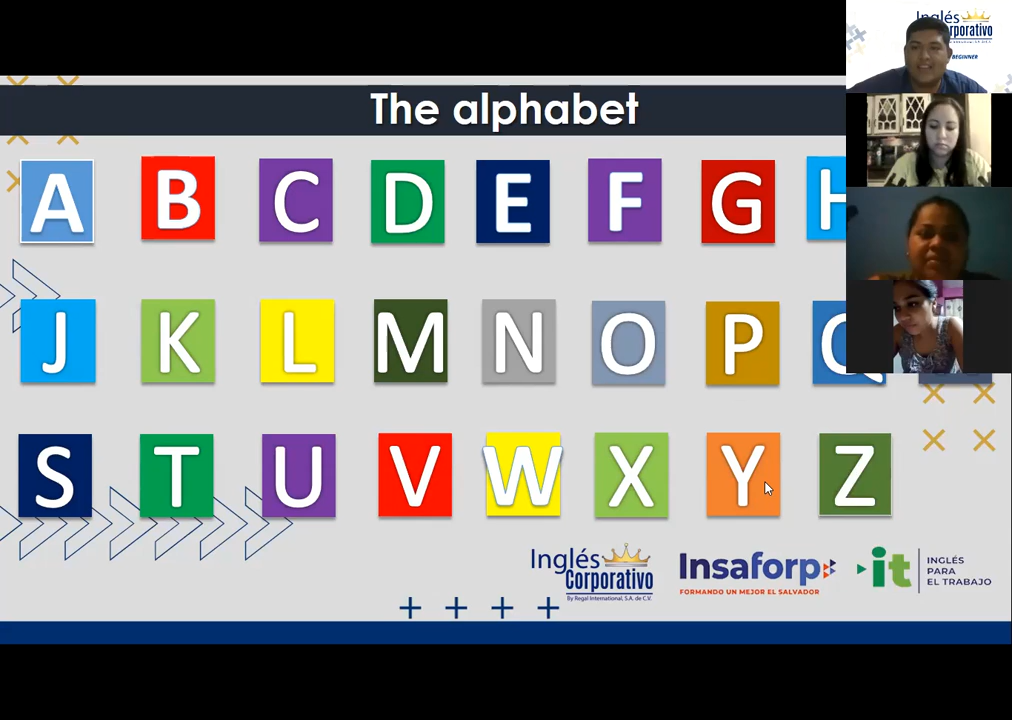 Inglés
Corporativo
BEGINNER
The alphabet
A B C D E F G H
J K L M N O P Q
S T U V W X Y Z
Inglés
Corporativo
By Regal International, S.A. de C.V.
Insaforp
FORMANDO UN MEJOR EL SALVADOR
it
INGLÉS
PARA
EL TRABAJO